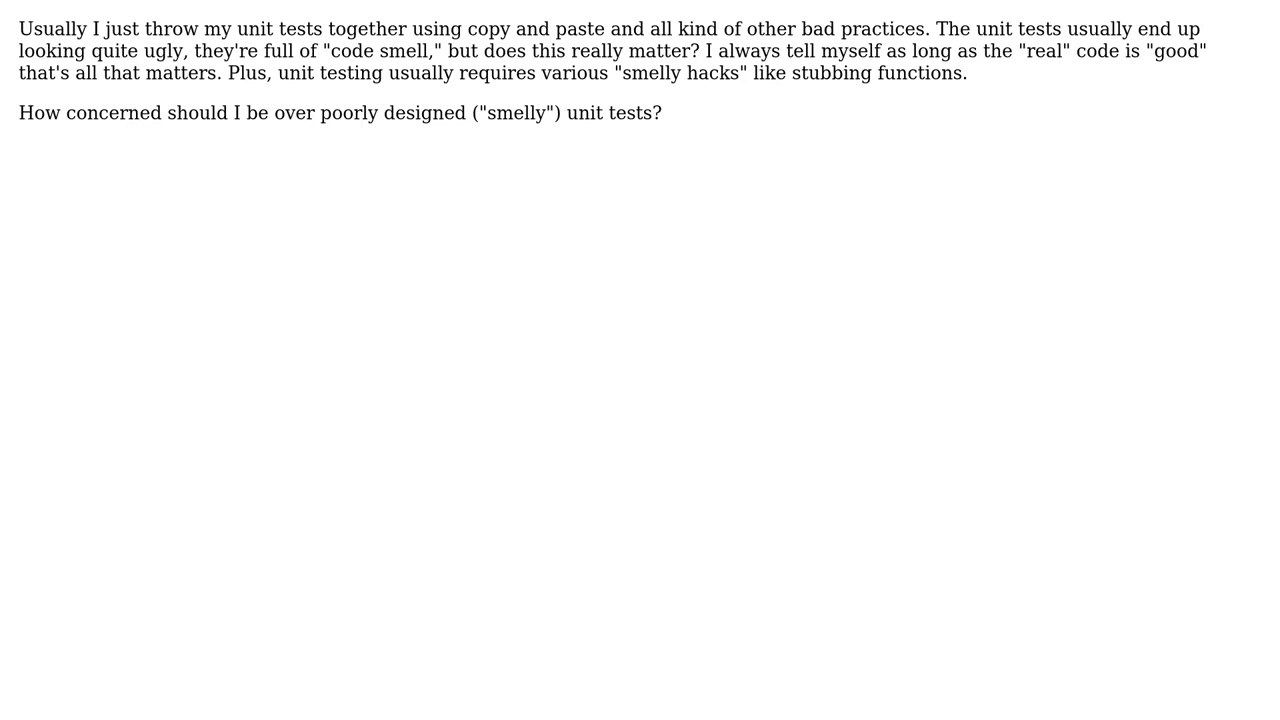 Usually I just throw my unit tests together using copy and paste and all kind of other bad practices. The unit tests usually end up
looking quite ugly, they're full of "code smell," but does this really matter? I always tell myself as long as the "real" code is "good"
that's all that matters. Plus, unit testing usually requires various "smelly hacks" like stubbing functions.
How concerned should I be over poorly designed ("smelly") unit tests?